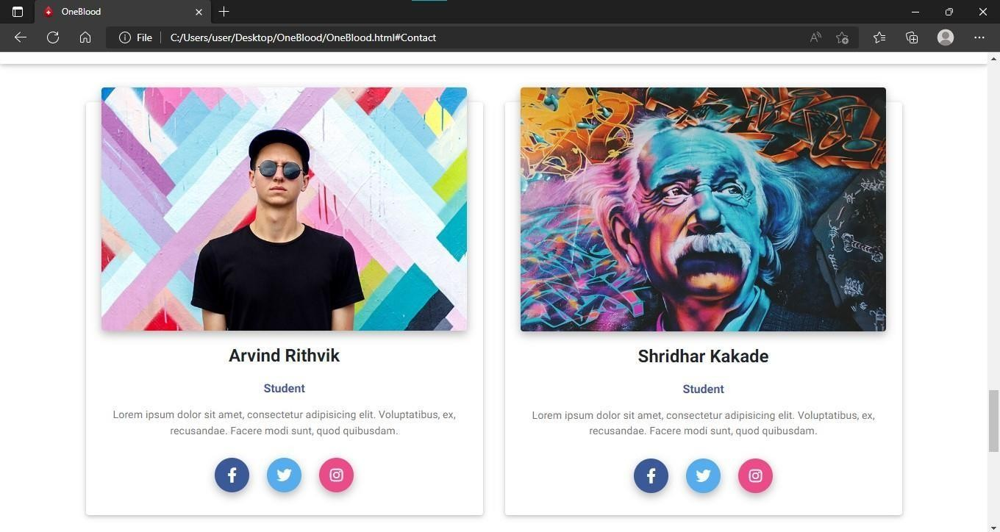 OneBlood
File
C:/Users/user/Desktop/OneBlood/OneBlood.html#Contact
Arvind Rithvik
Student
Lorem ipsum dolor sit amet, consectetur adipisicing elit. Voluptatibus, ex,
recusandae. Facere modi sunt, quod quibusdam.
Shridhar Kakade
Student
Lorem ipsum dolor sit amet, consectetur adipisicing elit. Voluptatibus, ex,
recusandae. Facere modi sunt, quod quibusdam.